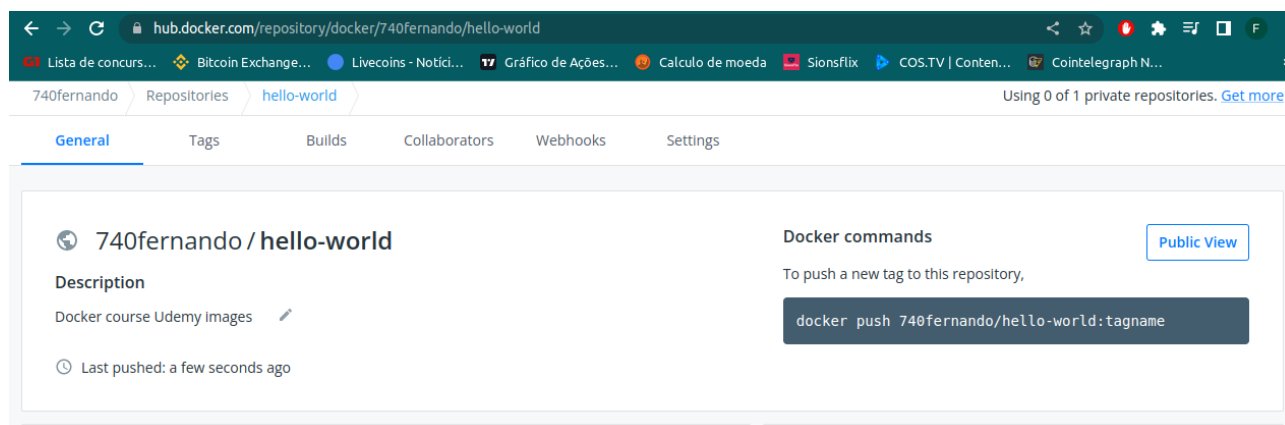 hub.docker.com/repository/docker/740fernando/hello-world
F
G1 Lista de concurs... Bitcoin Exchange... Livecoins - Notíci... 17 Gráfico de Ações... Calculo de moeda Sionsflix COS.TV | Conten... Cointelegraph N...
740fernando Repositories hello-world Using 0 of 1 private repositories. Get more
General Tags Builds Collaborators Webhooks Settings
740fernando / hello-world
Description
Docker course Udemy images
Last pushed: a few seconds ago
Docker commands
Public View
To push a new tag to this repository,
docker push 740fernando/hello-world:tagname